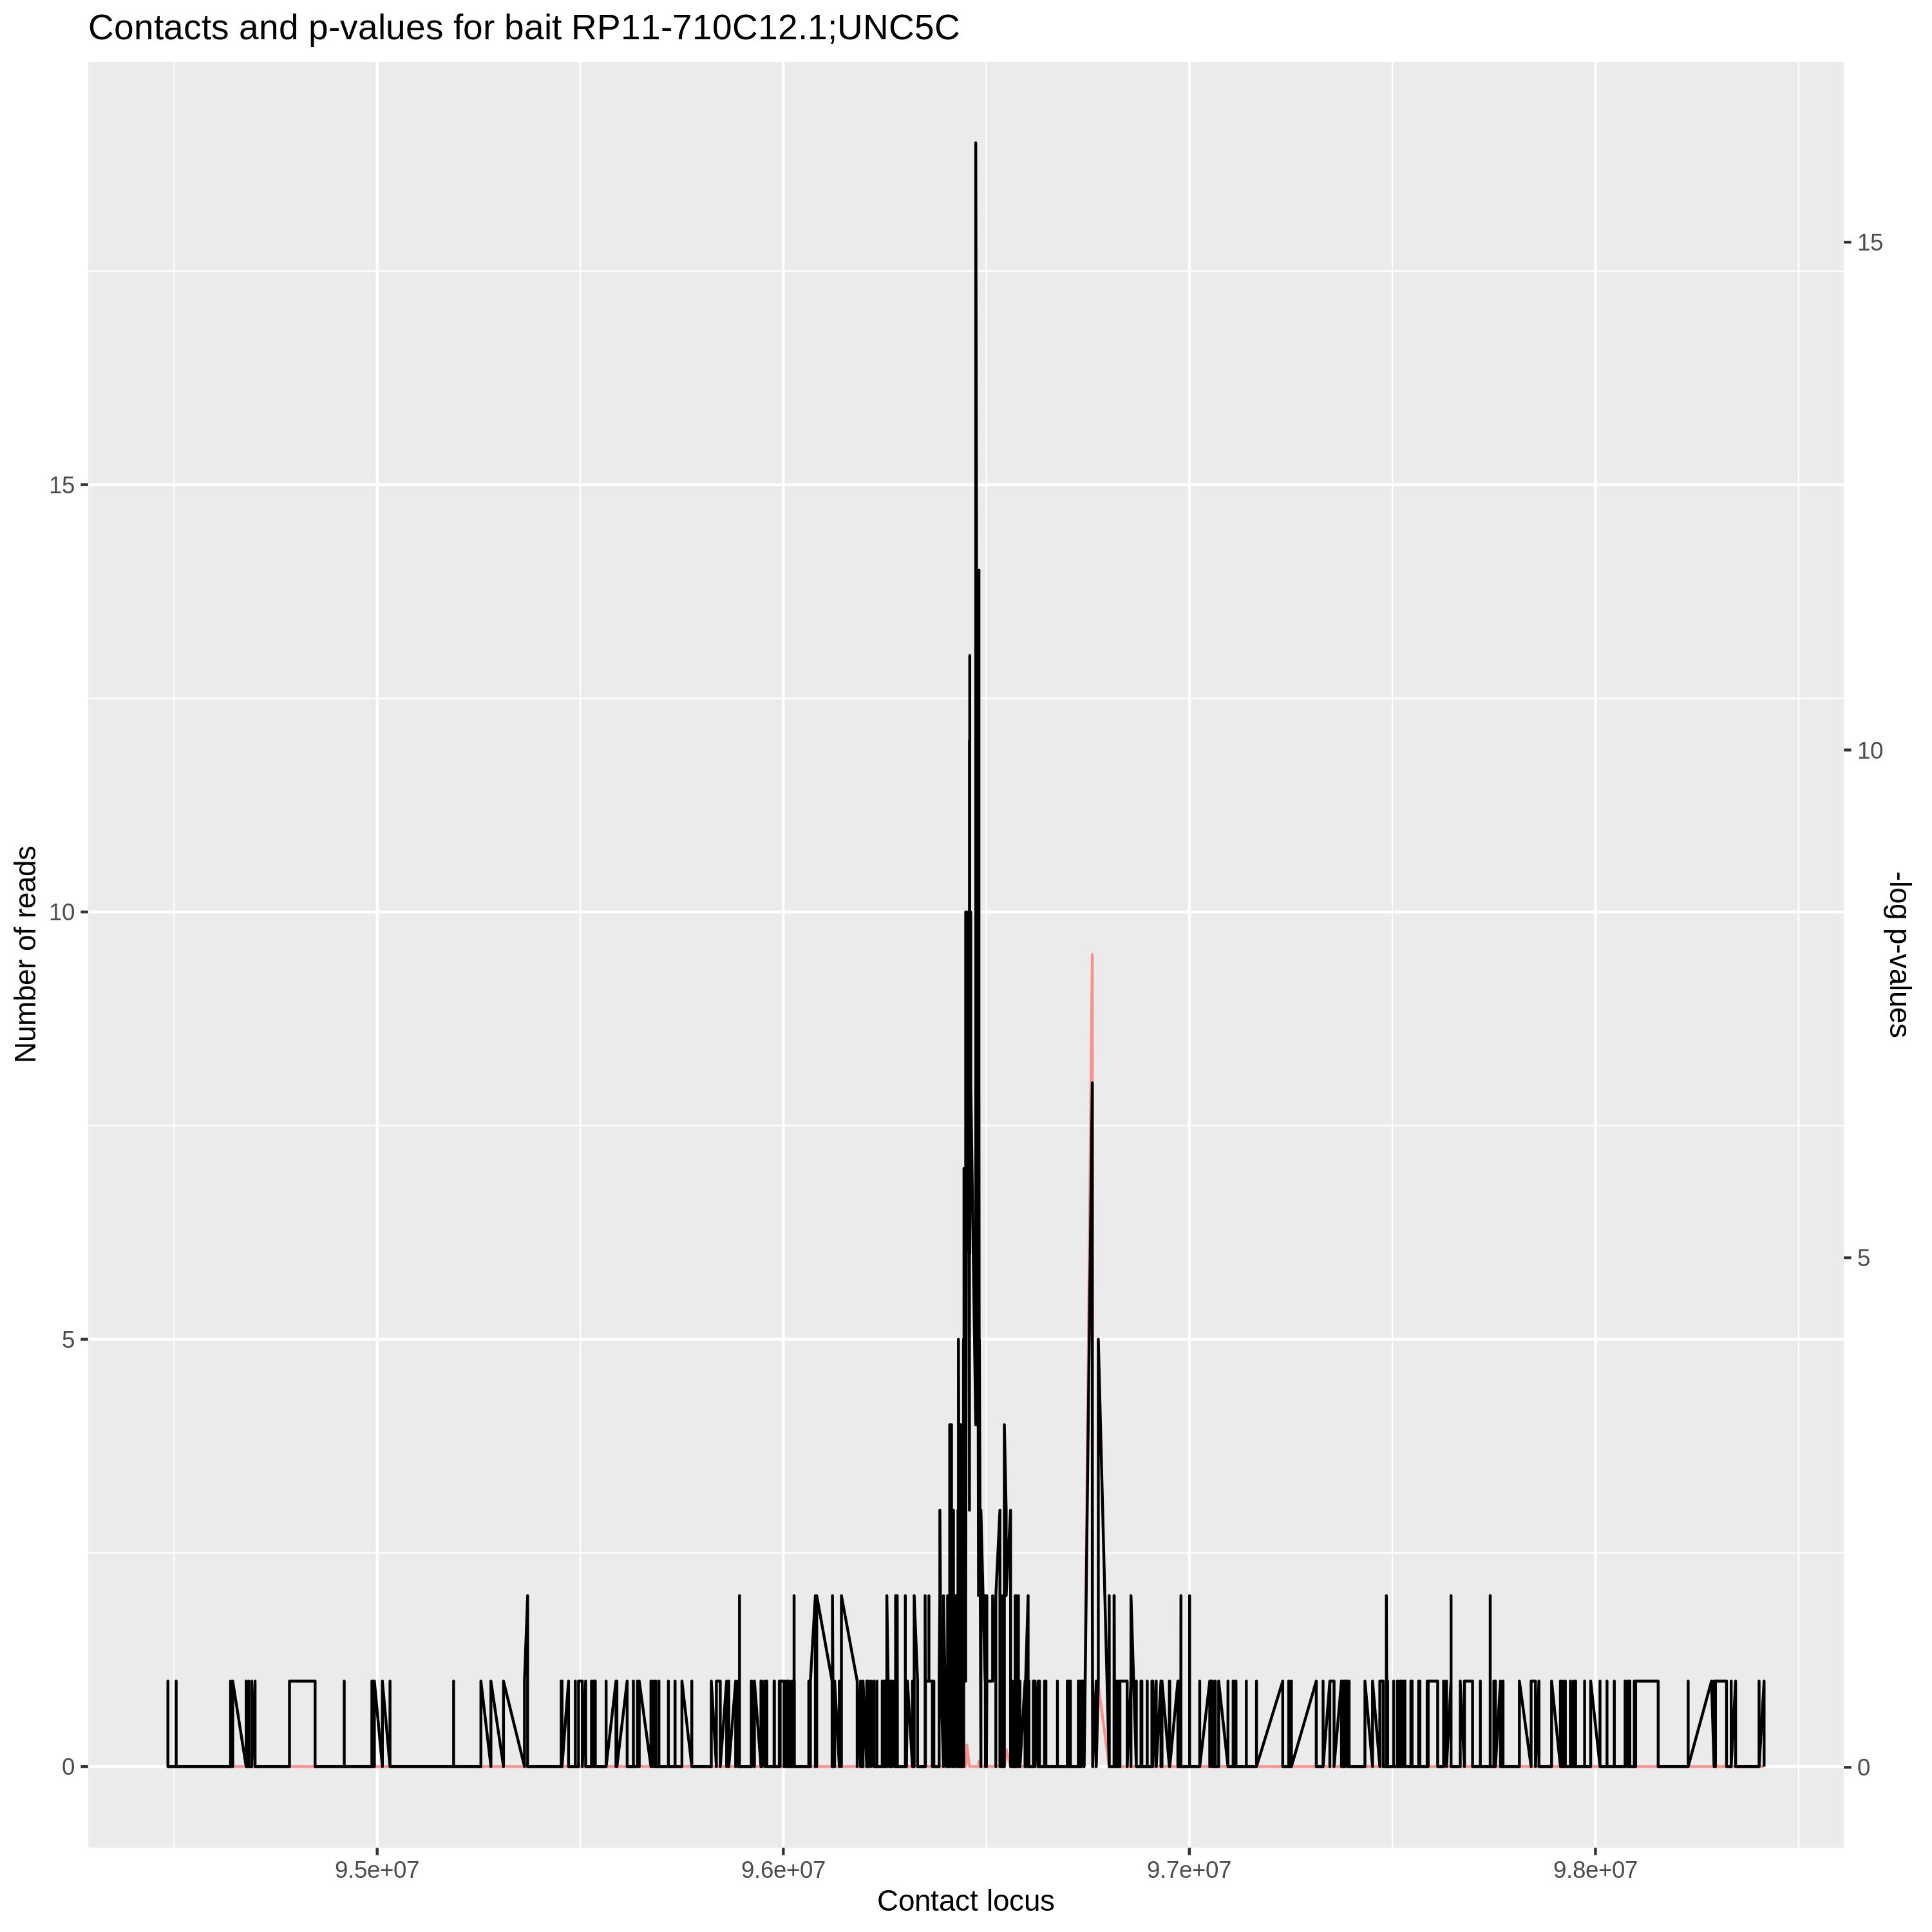 Contacts and p-values for bait RP11-710C12.1;UNC5C
15
10
5
0
Number of reads
15
10
5
0
-log p-values
9.5e+07
9.6e+07
9.7e+07
9.8e+07
Contact locus